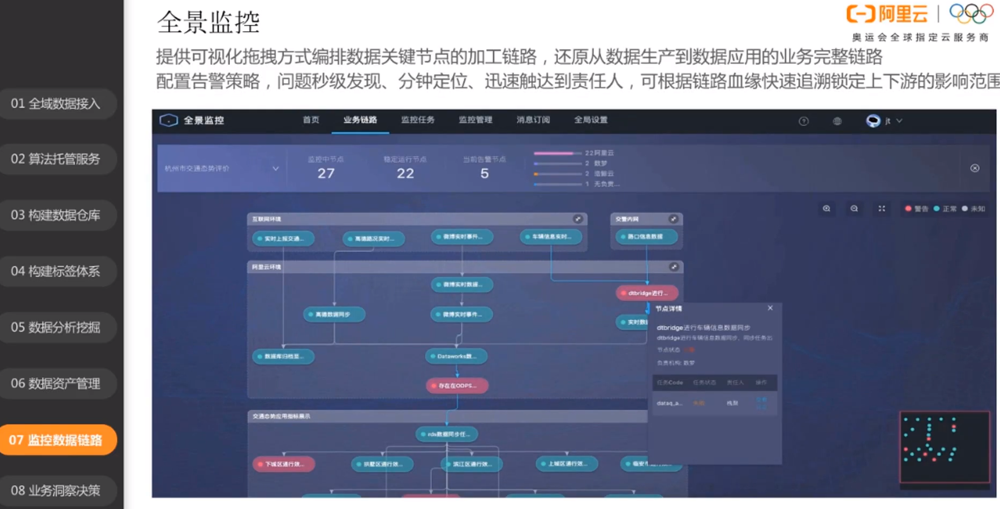 全景监控
阿里云
奥运会全球指定云服务商
提供可视化拖拽方式编排数据关键节点的加工链路，还原从数据生产到数据应用的业务完整链路
配置告警策略，问题秒级发现、分钟定位、迅速触达到责任人，可根据链路血缘快速追溯锁定上下游的影响范围
01 全域数据接入
02 算法托管服务
03 构建数据仓库
04 构建标签体系
05 数据分析挖掘
06 数据资产管理
07 监控数据链路
08 业务洞察决策
全景监控 首页 业务链路 监控任务 监控管理 消息订阅 全局设置 jt
杭州市交通态势评价
监控中节点 稳定运行节点 当前告警节点
27 22 5
22阿里云
2 数梦
2 浩鲸云
1 无负责...
警告 正常 未知
互联网环境 交警内网
实时上报交通... 高德路况实时... 微博实时事件... 车辆信息实时... 路口信息数据
阿里云环境
微博实时数据...
dtbridge进行...
高德数据同步 微博实时事件... 实时数据
数据库归档至... Dataworks数...
存在在ODPS...
节点详情
dtbridge进行车辆信息数据同步
dtbridge进行车辆信息数据同步，同步任务出
节点状态
负责机构: 数梦
任务Code 任务状态 责任人 操作
dataq_a...
交通态势应用指标展示
rds数据同步任...
下城区通行效... 拱墅区通行效... 滨江区通行效... 上城区通行效... 临安市